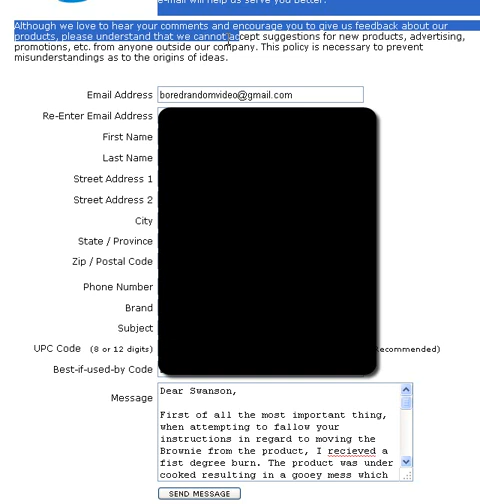 e-mail will help us serve you better.
Although we love to hear your comments and encourage you to give us feedback about our
products, please understand that we cannot accept suggestions for new products, advertising,
promotions, etc. from anyone outside our company. This policy is necessary to prevent
misunderstandings as to the origins of ideas.
Email Address boredrandomvideo@gmail.com
Re-Enter Email Address
First Name
Last Name
Street Address 1
Street Address 2
City
State / Province
Zip / Postal Code
Phone Number
Brand
Subject
UPC Code (8 or 12 digits) Recommended)
Best-if-used-by Code
Message
Dear Swanson,
First of all the most important thing,
when attempting to fallow your
instructions in regard to moving the
Brownie from the product, I recieved a
fist degree burn. The product was under
cooked resulting in a gooey mess which
SEND MESSAGE